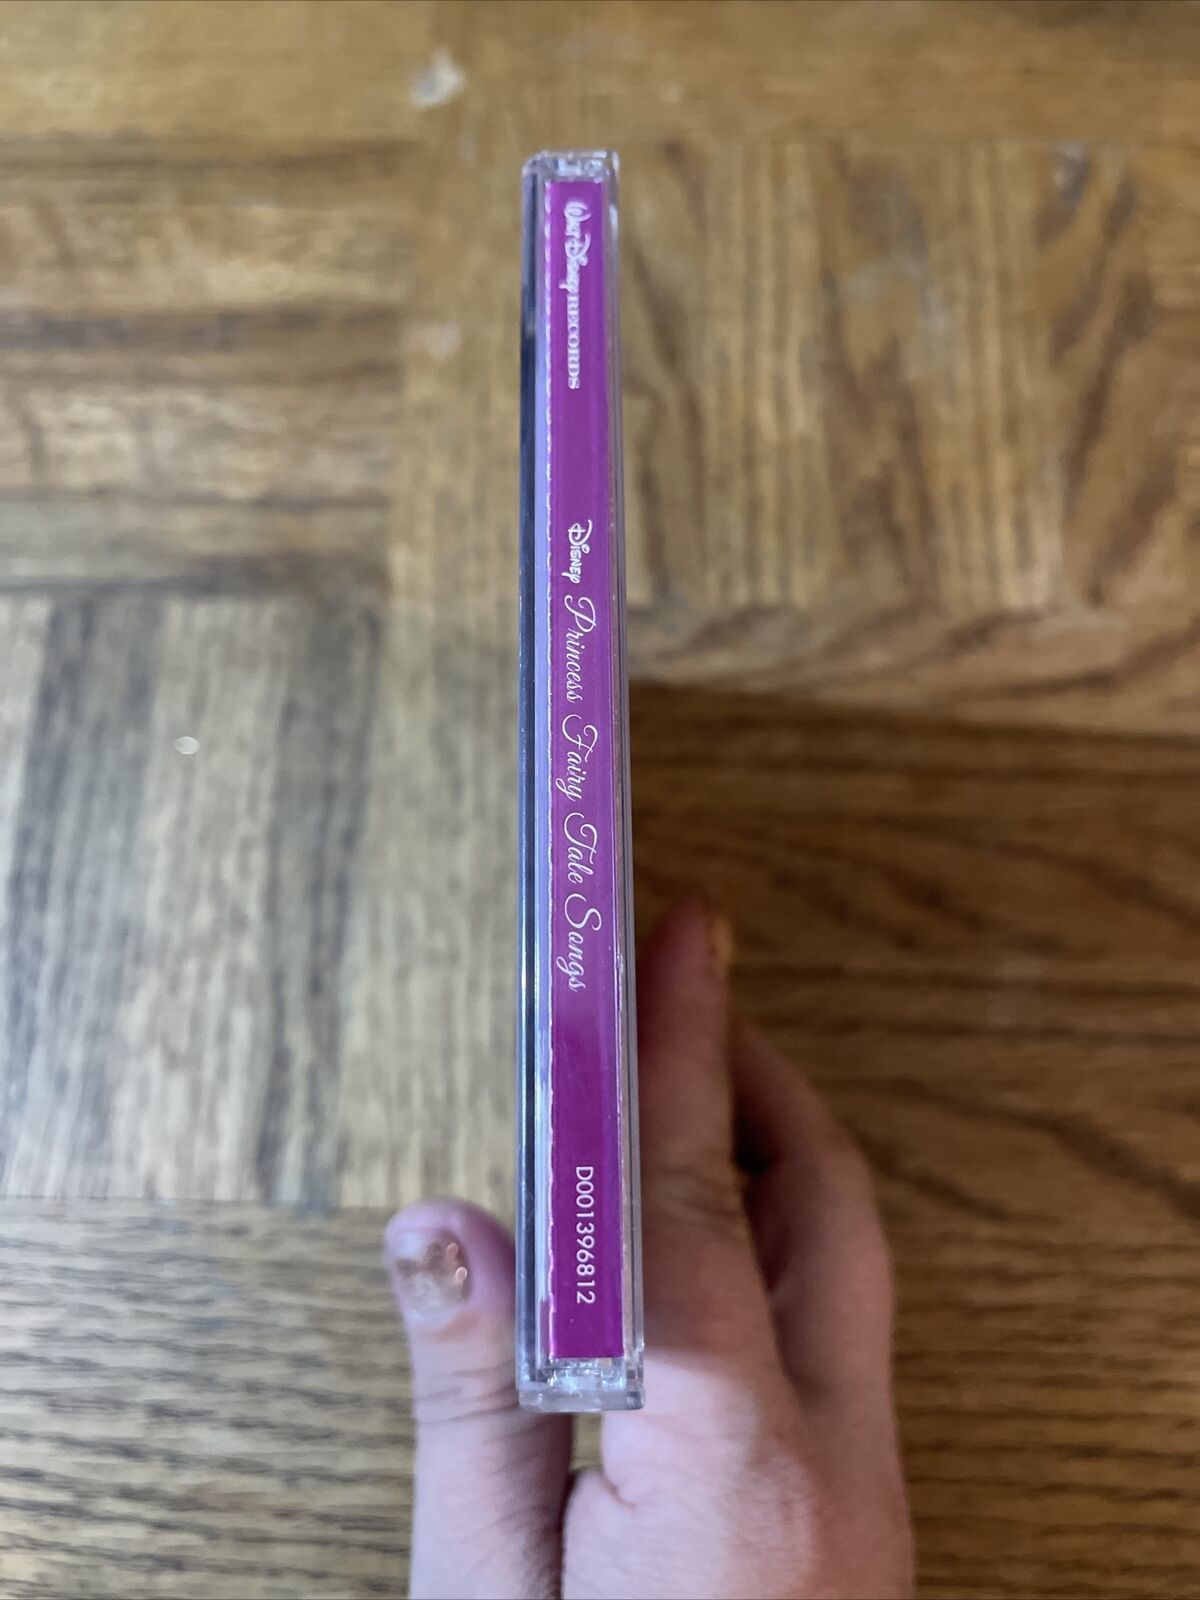 WALT DISNEY RECORDS
DISNEY Princess Fairy Tale Songs
D001396812